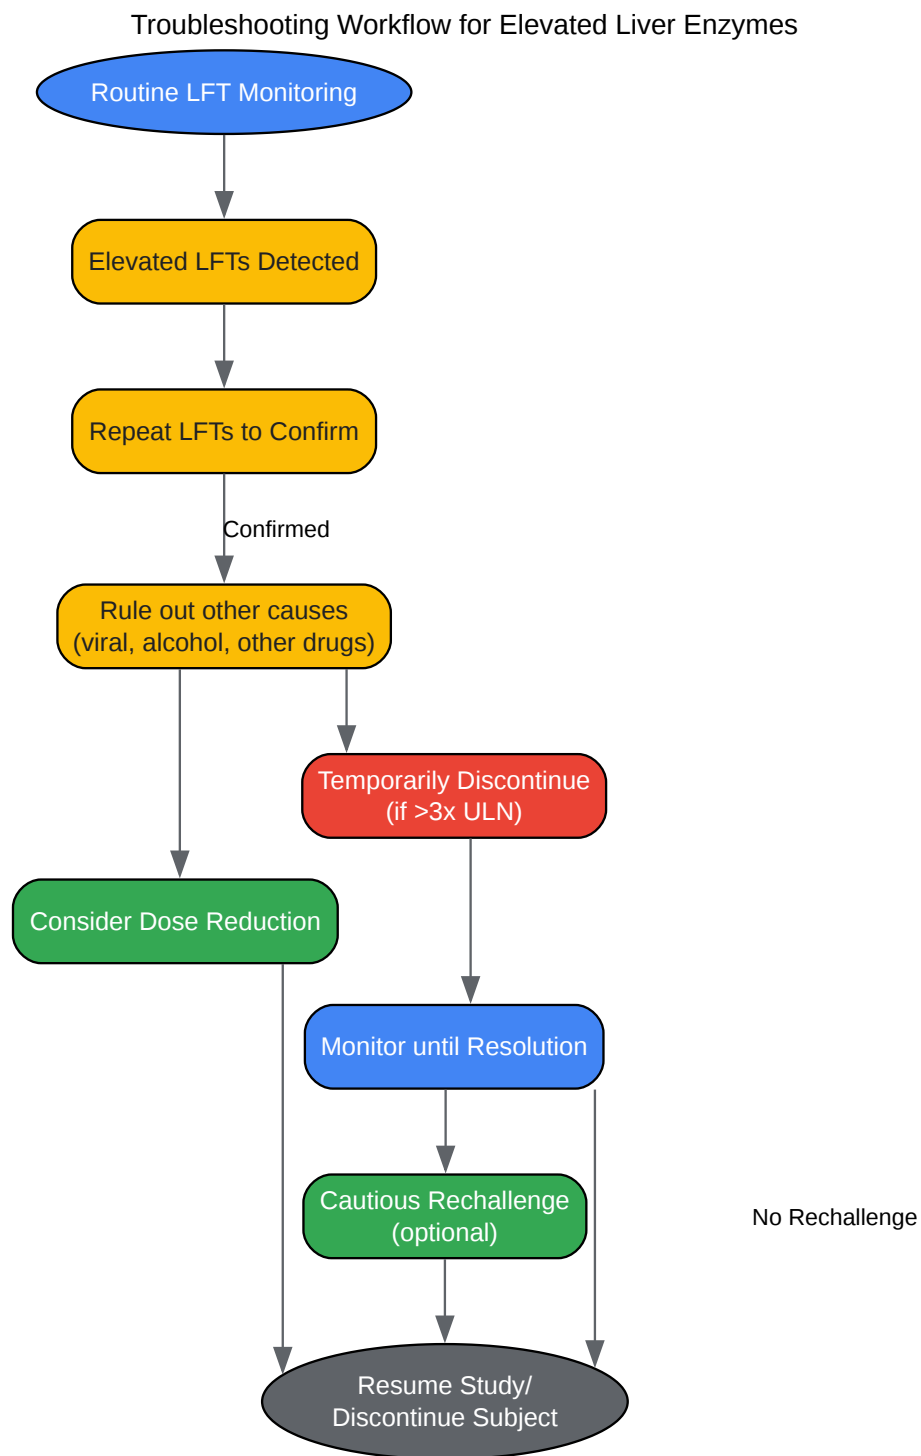 Troubleshooting Workflow for Elevated Liver Enzymes
Routine LFT Monitoring
Elevated LFTs Detected
Repeat LFTs to Confirm
Confirmed
Rule out other causes
(viral, alcohol, other drugs)
Temporarily Discontinue
(if >3x ULN)
Consider Dose Reduction
Monitor until Resolution
Cautious Rechallenge
(optional)
No Rechallenge
Resume Study/
Discontinue Subject